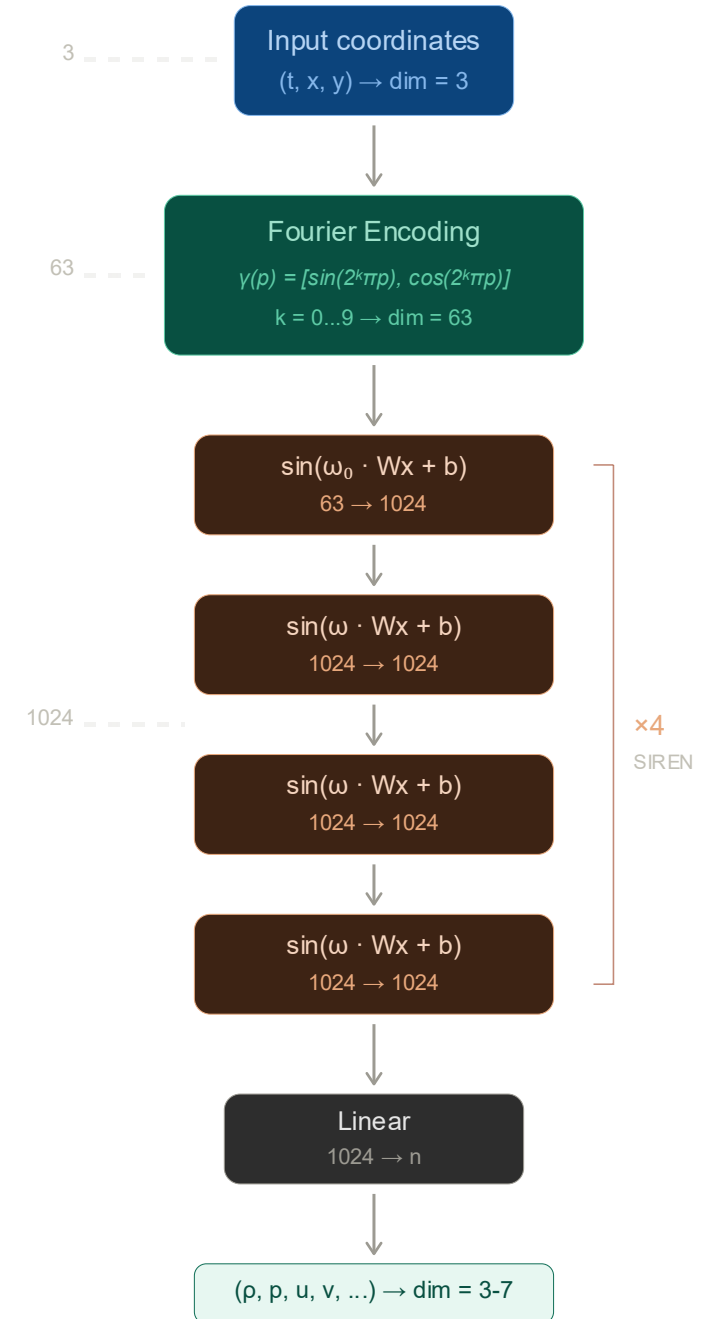 Input coordinates
3
(t, x, y) → dim = 3
Fourier Encoding
63
γ(p) = [sin(2ᵏπp), cos(2ᵏπp)]
k = 0...9 → dim = 63
sin(ω₀ · Wx + b)
63 → 1024
sin(ω · Wx + b)
1024 → 1024
1024
×4
SIREN
sin(ω · Wx + b)
1024 → 1024
sin(ω · Wx + b)
1024 → 1024
Linear
1024 → n
(ρ, p, u, v, ...) → dim = 3-7